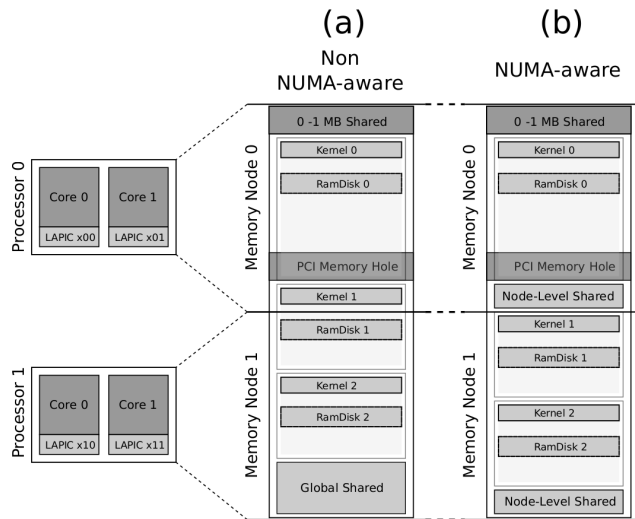 (a)
(b)
Non
NUMA-aware
NUMA-aware
Processor 0
Core 0
Core 1
LAPIC x00
LAPIC x01
Processor 1
Core 0
Core 1
LAPIC x10
LAPIC x11
Memory Node 0
0 -1 MB Shared
Kernel 0
RamDisk 0
PCI Memory Hole
Kernel 1
Memory Node 1
RamDisk 1
Kernel 2
RamDisk 2
Global Shared
Memory Node 0
0 -1 MB Shared
Kernel 0
RamDisk 0
PCI Memory Hole
Node-Level Shared
Memory Node 1
Kernel 1
RamDisk 1
Kernel 2
RamDisk 2
Node-Level Shared